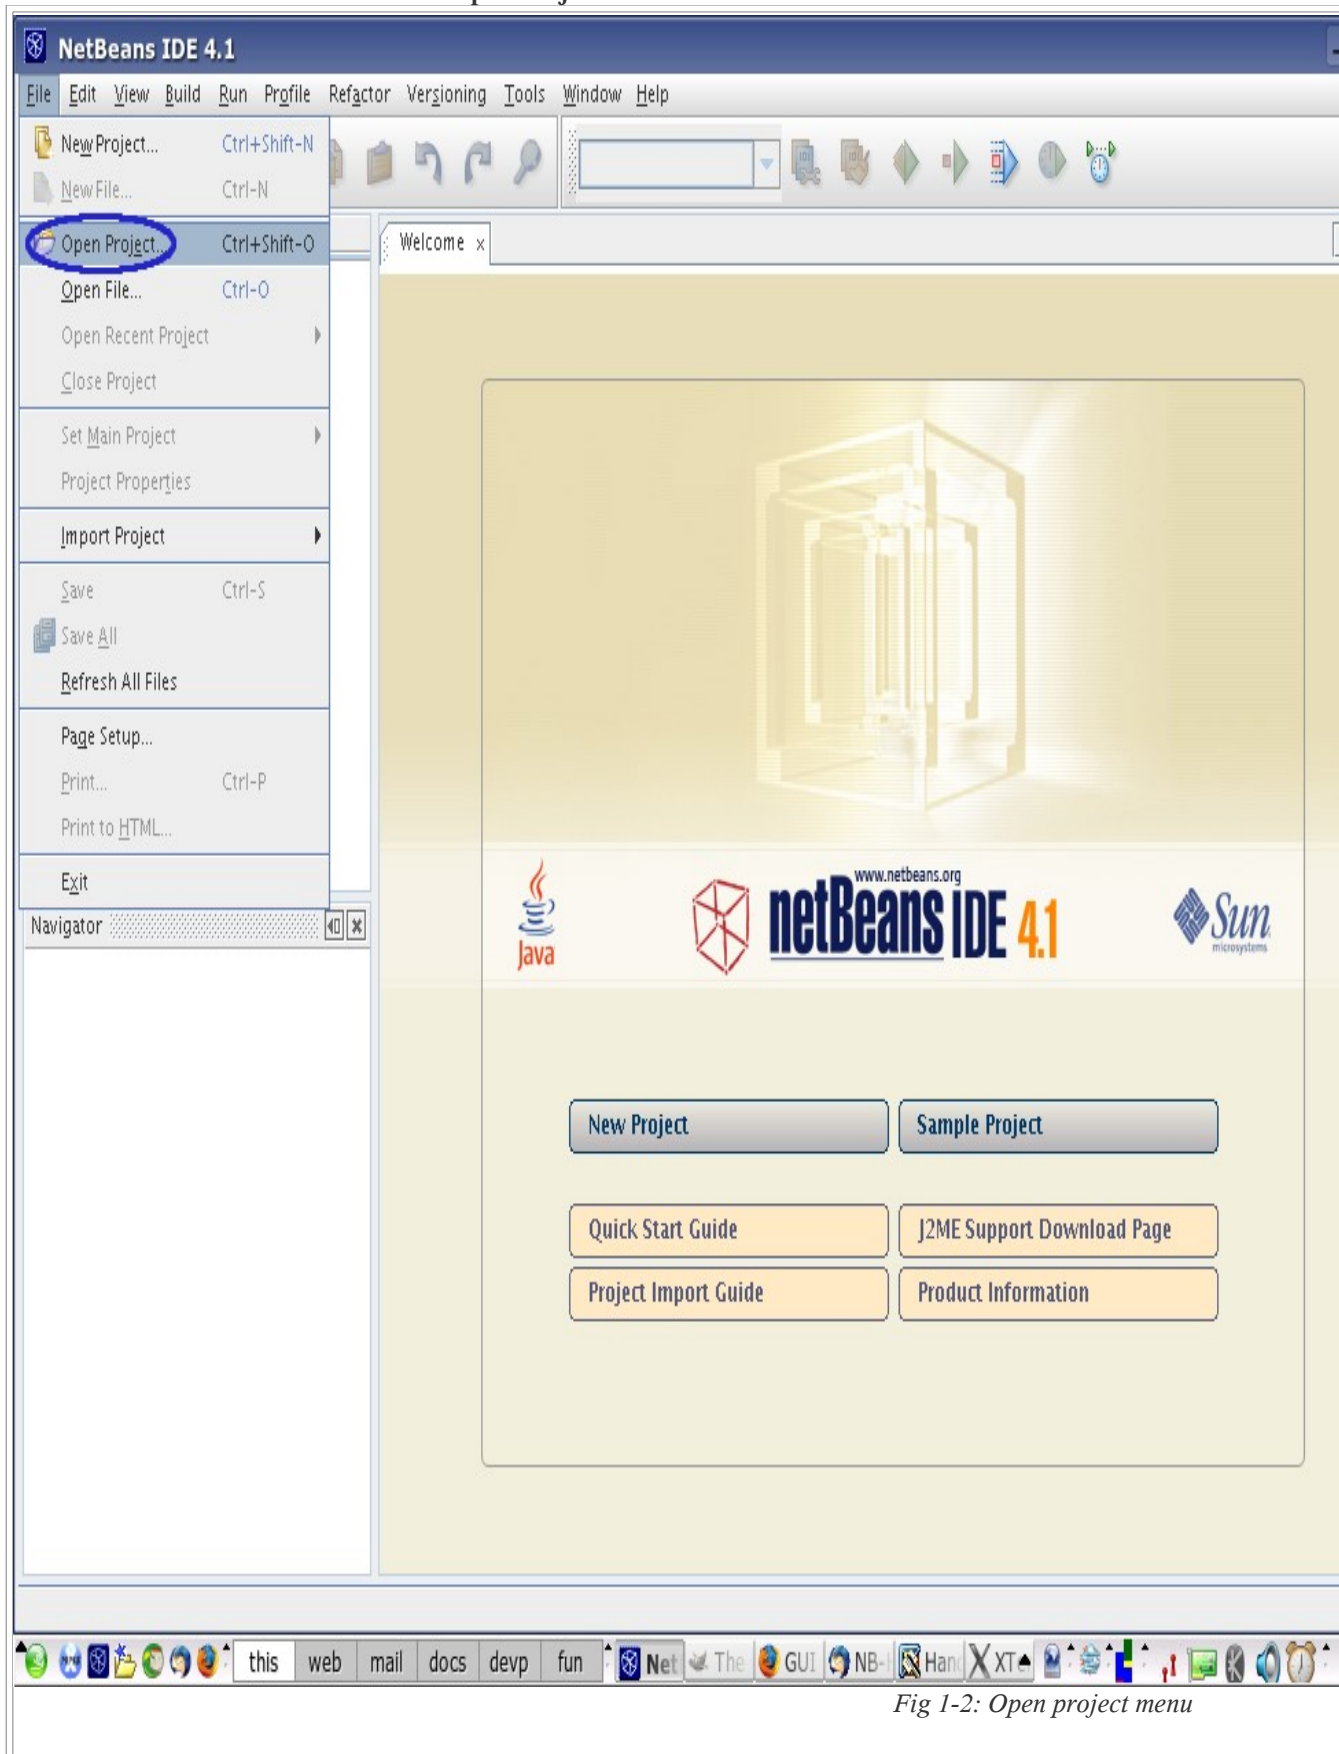 NetBeans IDE 4.1
File Edit View Build Run Profile Refactor Versioning Tools Window Help
New Project... Ctrl+Shift-N
New File... Ctrl-N
Open Project... Ctrl+Shift-O
Open File... Ctrl-O
Open Recent Project
Close Project
Set Main Project
Project Properties
Import Project
Save Ctrl-S
Save All
Refresh All Files
Page Setup...
Print... Ctrl-P
Print to HTML...
Exit
Navigator
Welcome x
www.netbeans.org
Java
netBeans IDE 4.1
Sun
microsystems
New Project
Sample Project
Quick Start Guide
J2ME Support Download Page
Project Import Guide
Product Information
this web mail docs devp fun Net The GUI NB- Han XT
Fig 1-2: Open project menu